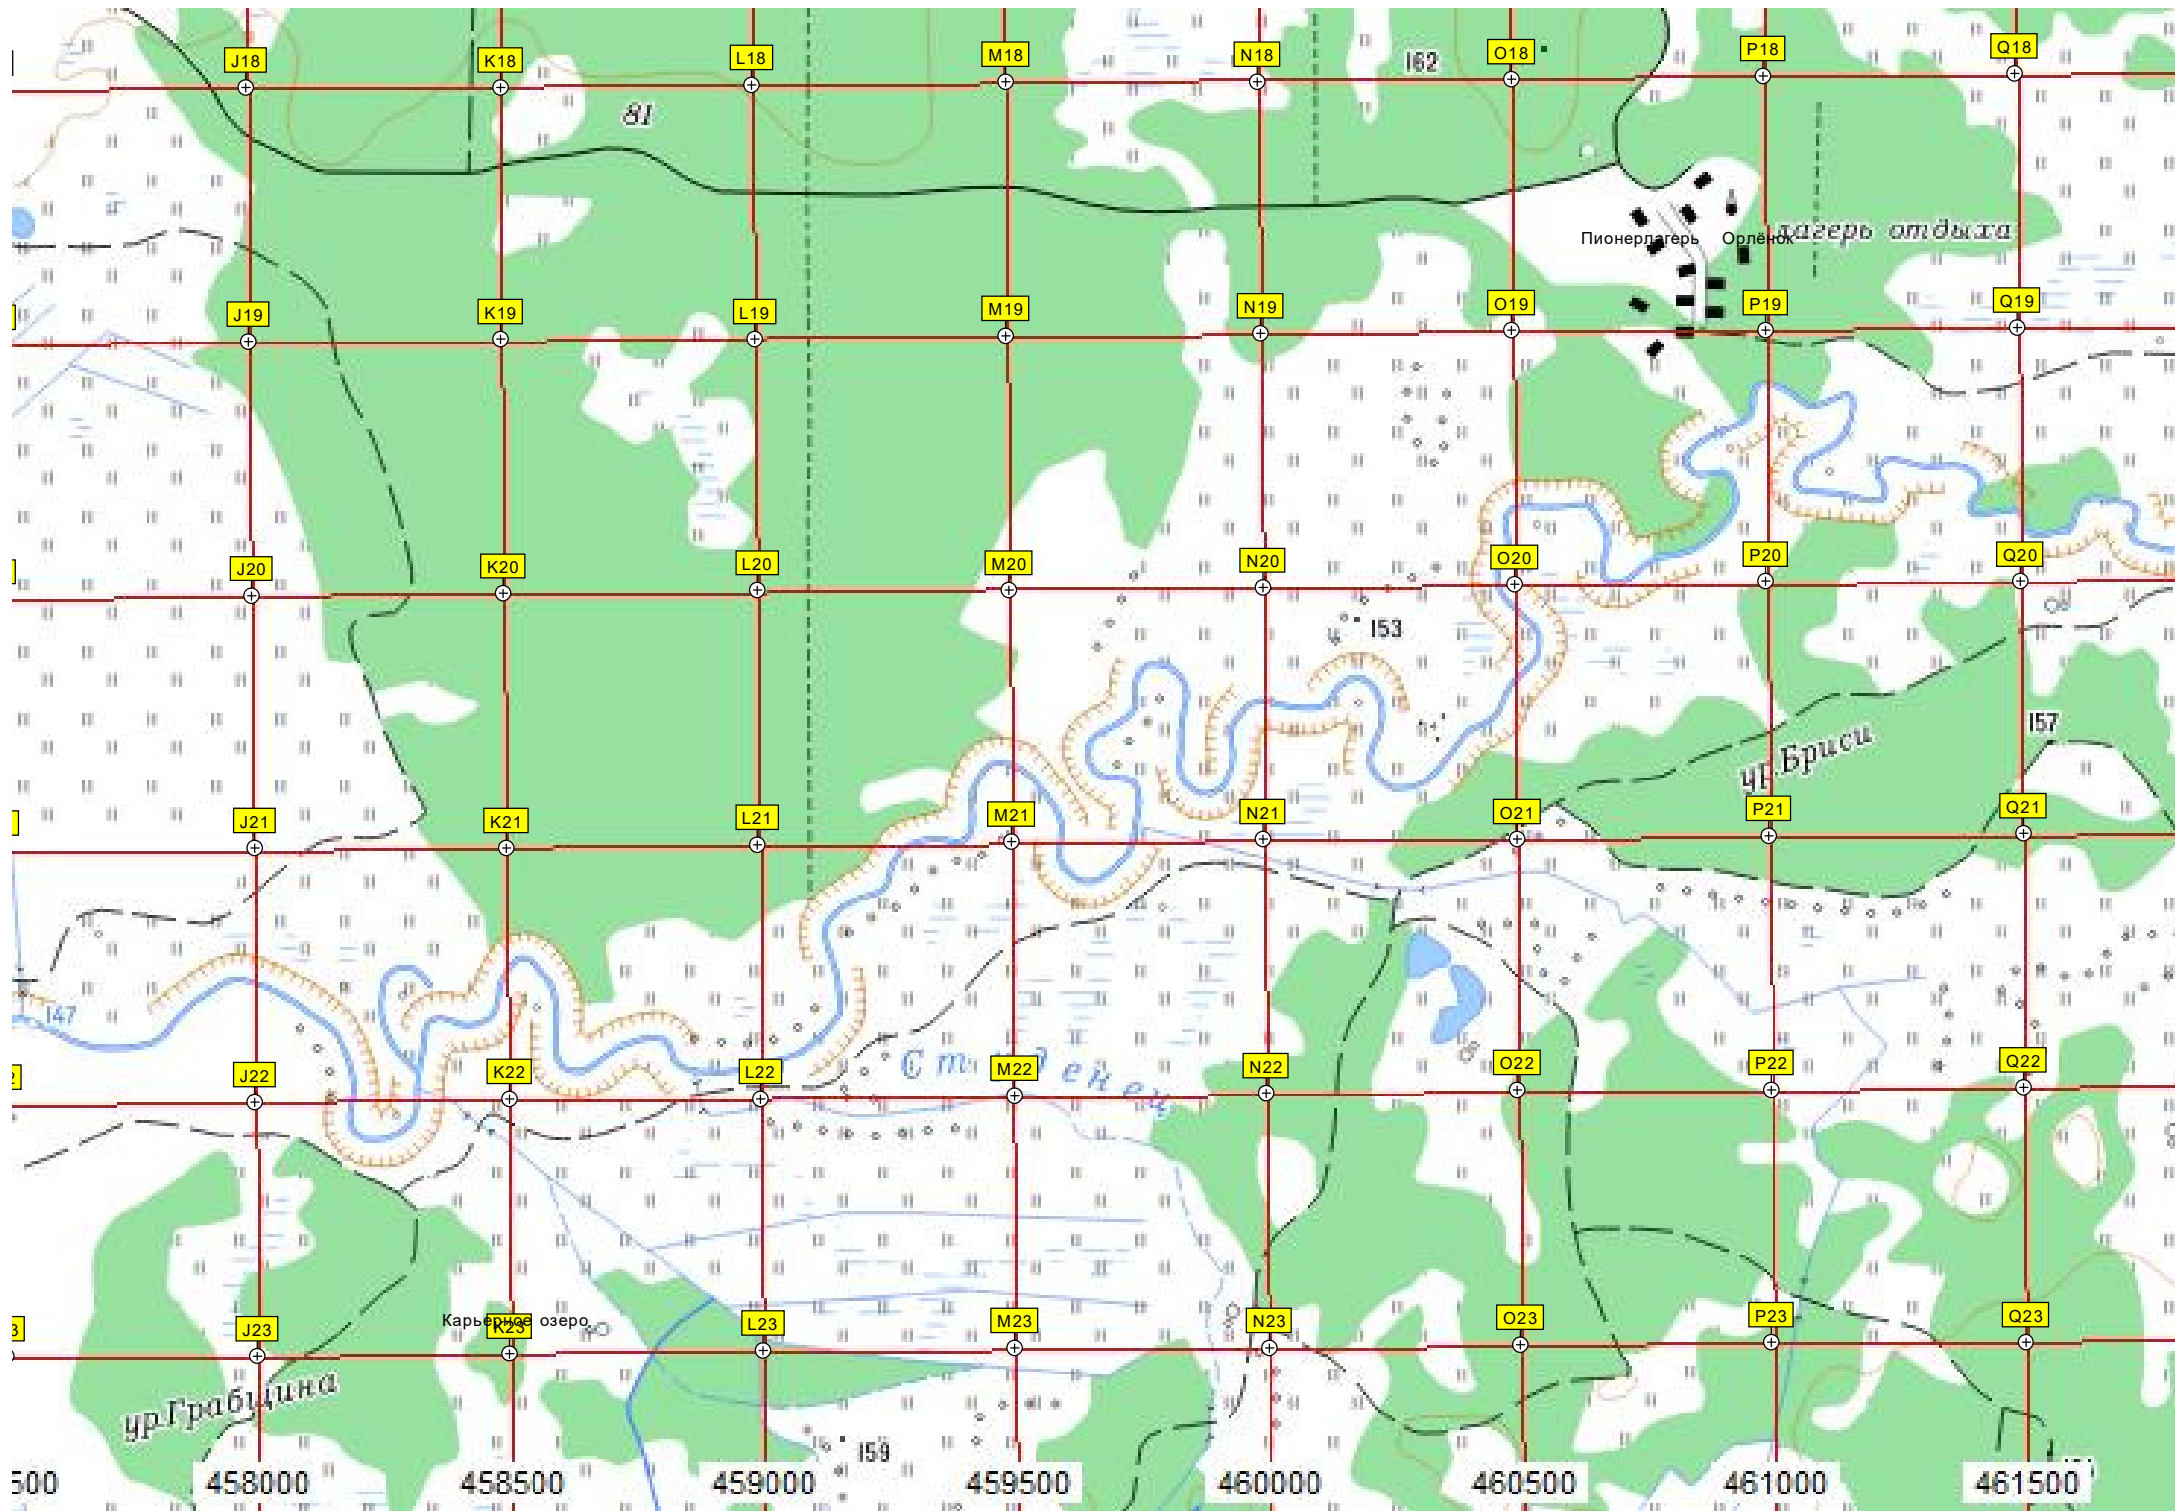 J18 K18 L18 M18 N18 O18 P18 Q18
162
81
Пионерлагерь Орлёнок
лагерь отдыха
J19 K19 L19 M19 N19 O19 P19 Q19
J20 K20 L20 M20 N20 O20 P20 Q20
153
157
ур.Бриси
J21 K21 L21 M21 N21 O21 P21 Q21
147
Студенец
J22 K22 L22 M22 N22 O22 P22 Q22
Карьерное озеро
J23 K23 L23 M23 N23 O23 P23 Q23
ур.Грабщина
159
500 458000 458500 459000 459500 460000 460500 461000 461500